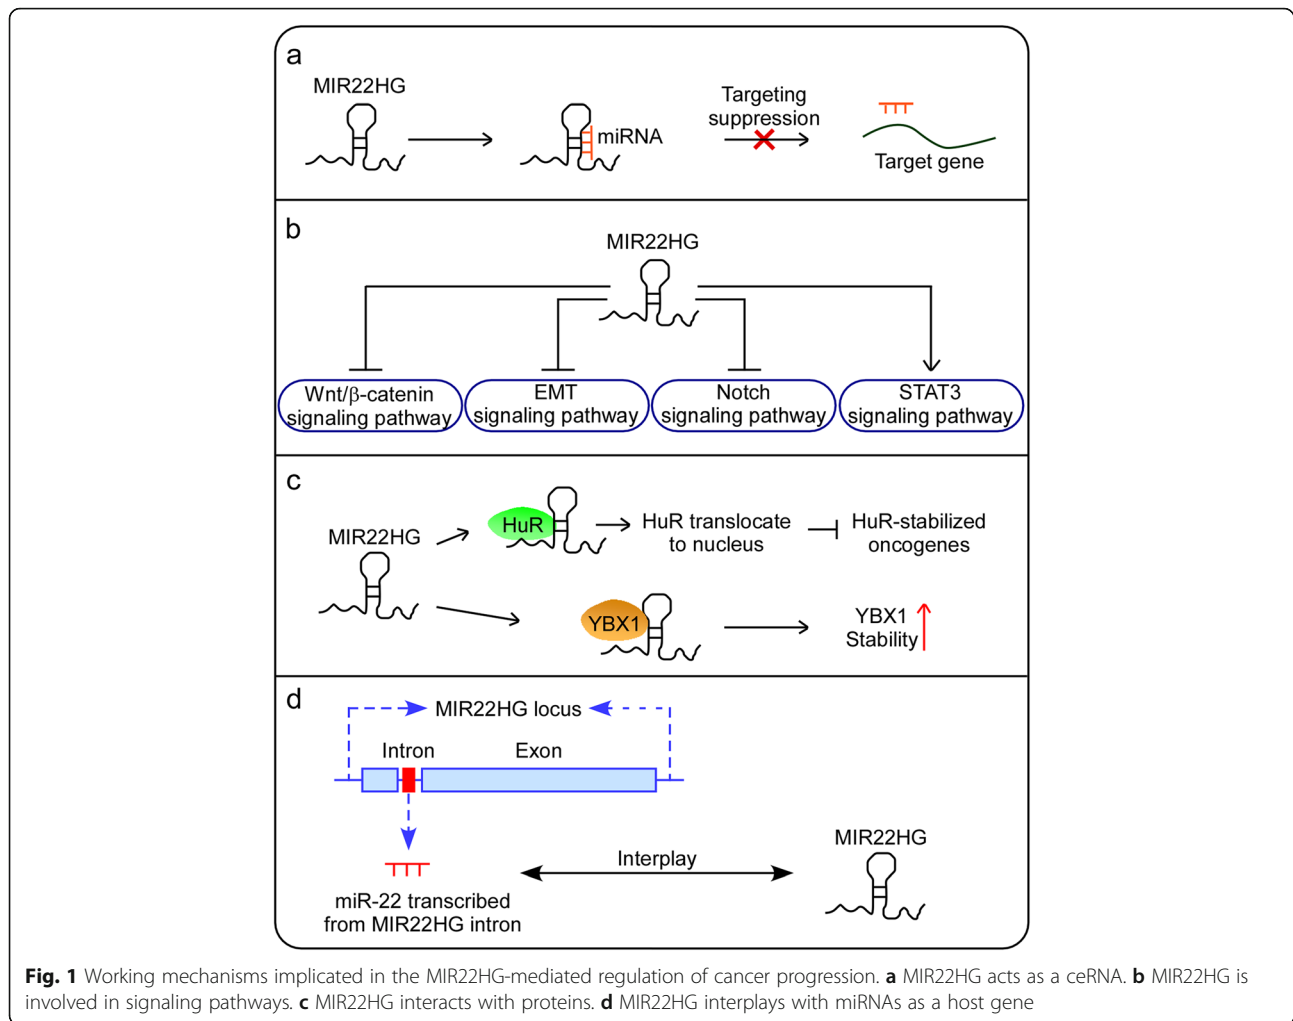 a
MIR22HG
miRNA
Targeting
suppression
Target gene
b
MIR22HG
Wnt/β-catenin
signaling pathway
EMT
signaling pathway
Notch
signaling pathway
STAT3
signaling pathway
c
MIR22HG
HuR
HuR translocate
to nucleus
HuR-stabilized
oncogenes
YBX1
YBX1
Stability
d
MIR22HG locus
Intron
Exon
miR-22 transcribed
from MIR22HG intron
Interplay
MIR22HG
Fig. 1 Working mechanisms implicated in the MIR22HG-mediated regulation of cancer progression. a MIR22HG acts as a ceRNA. b MIR22HG is
involved in signaling pathways. c MIR22HG interacts with proteins. d MIR22HG interplays with miRNAs as a host gene